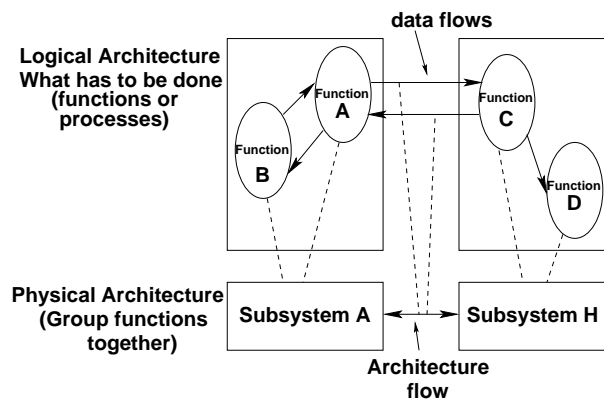 data flows
Logical Architecture
What has to be done
(functions or
processes)
Function
A
Function
B
Function
C
Function
D
Physical Architecture
(Group functions
together)
Subsystem A
Subsystem H
Architecture
flow